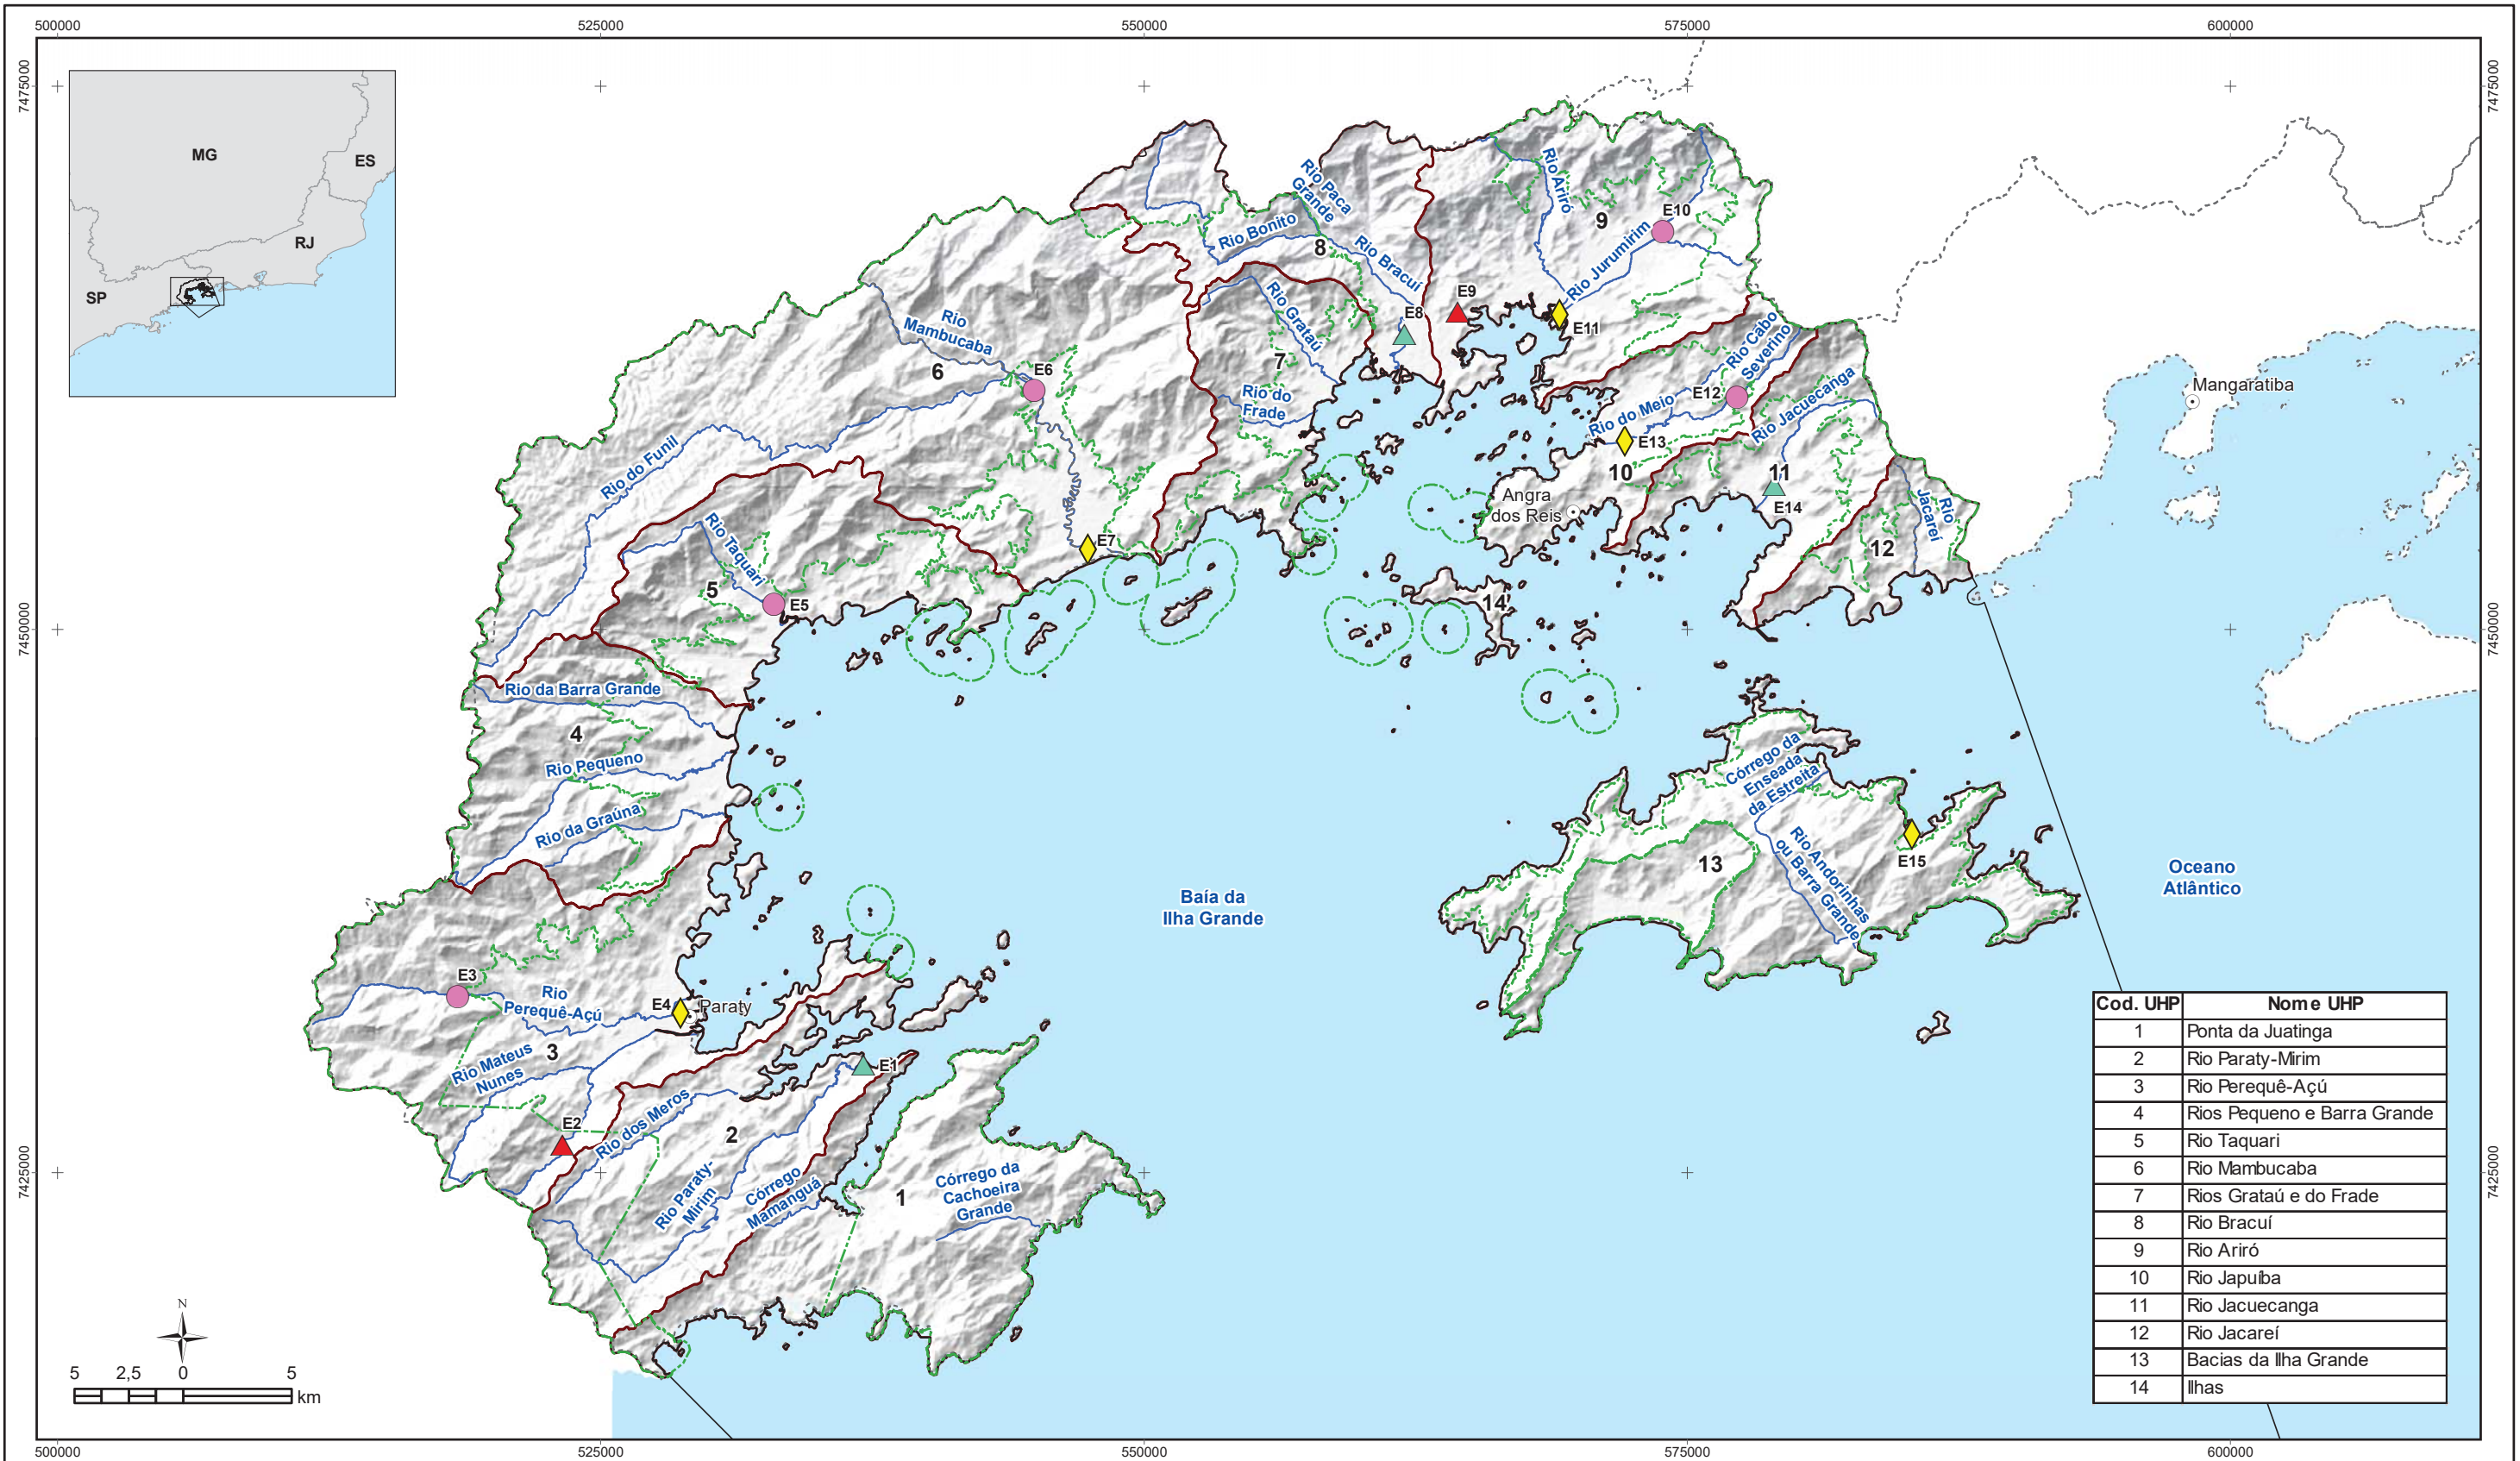 500000
525000
550000
575000
600000
7475000
7475000
MG
ES
RJ
SP
Rio Paca
Grande
Rio Ariró
9
E10
Rio Bonito
8
Rio Bracuí
Rio Jurumirim
E9
E8
E11
Rio
Mambucaba
Rio Grataú
7
6
E6
Rio do
Frade
Rio Cabo
Severino
E12
Rio Jacuecanga
Rio do Meio
E13
Mangaratiba
Rio do Funil
10
11
E14
Angra
dos Reis
Rio
Jacareí
12
E7
Rio Taquari
5
E5
14
7450000
7450000
Rio da Barra Grande
4
Rio Pequeno
Rio da Graúna
Córrego da
Enseada
da Estreita
E15
13
Rio Andorinhas
ou Barra Grande
Baía da
Ilha Grande
Oceano
Atlântico
E3
Rio
Perequê-Açú
E4
Paraty
3
Rio Mateus
Nunes
E1
E2
Rio dos Meros
2
Rio Paraty-
Mirim
Córrego
Mamanguá
1
Córrego da
Cachoeira
Grande
7425000
7425000
N
5 2,5 0 5
km
Cod. UHP Nome UHP
1 Ponta da Juatinga
2 Rio Paraty-Mirim
3 Rio Perequê-Açú
4 Rios Pequeno e Barra Grande
5 Rio Taquari
6 Rio Mambucaba
7 Rios Grataú e do Frade
8 Rio Bracuí
9 Rio Ariró
10 Rio Japuíba
11 Rio Jacuecanga
12 Rio Jacareí
13 Bacias da Ilha Grande
14 Ilhas
500000
525000
550000
575000
600000